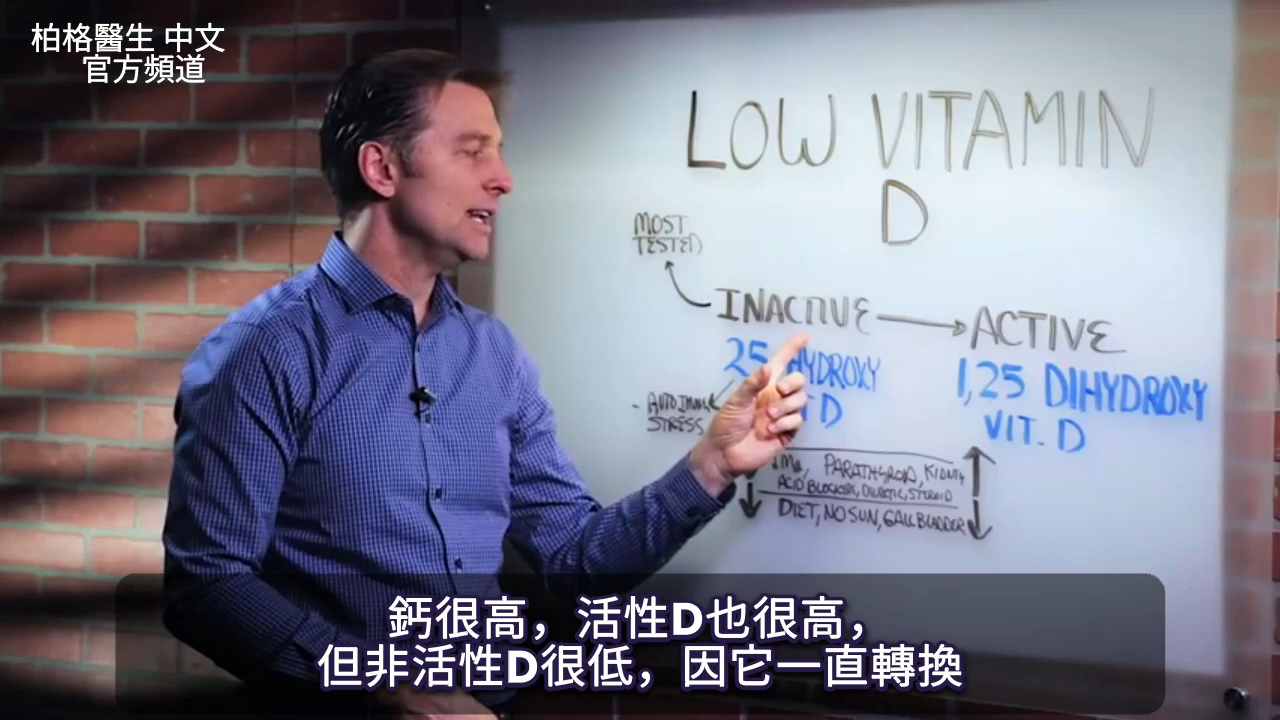 柏格醫生 中文
官方頻道
LOW VITAMIN
D
MOST
TESTED
INACTIVE → ACTIVE
25 HYDROXY
D
1,25 DIHYDROXY
VIT. D
- AUTOIMMU
STRESS
PARATHYROID, KIDNEY
ACID BLOCKERS, DIURETIC, STEROID
DIET, NO SUN, GALLBLADDER
鈣很高，活性D也很高，
但非活性D很低，因它一直轉換